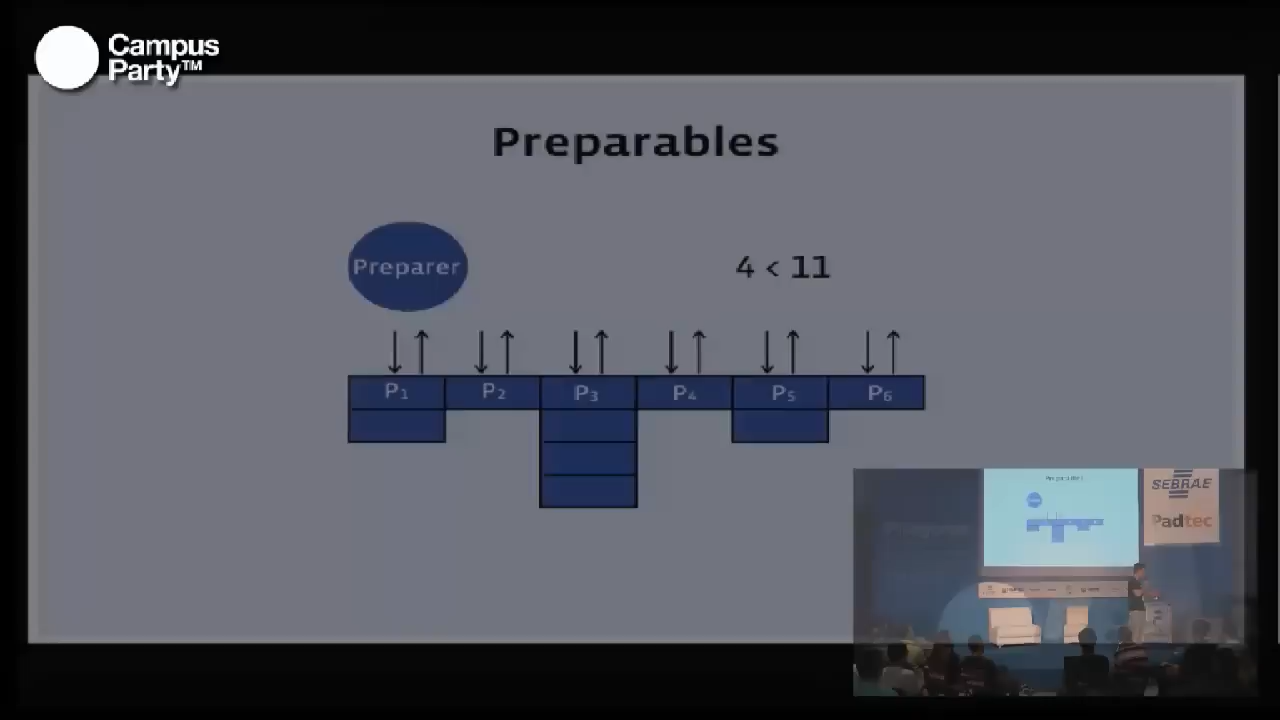 Campus
Party™
Preparables
Preparer
4 < 11
P₁ P₂ P₃ P₄ P₅ P₆
SEBRAE
Padtec